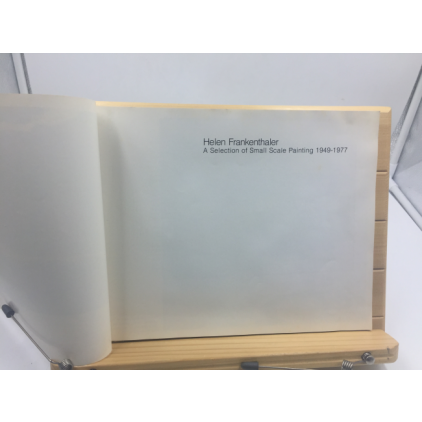 Helen Frankenthaler
A Selection of Small Scale Painting 1949-1977